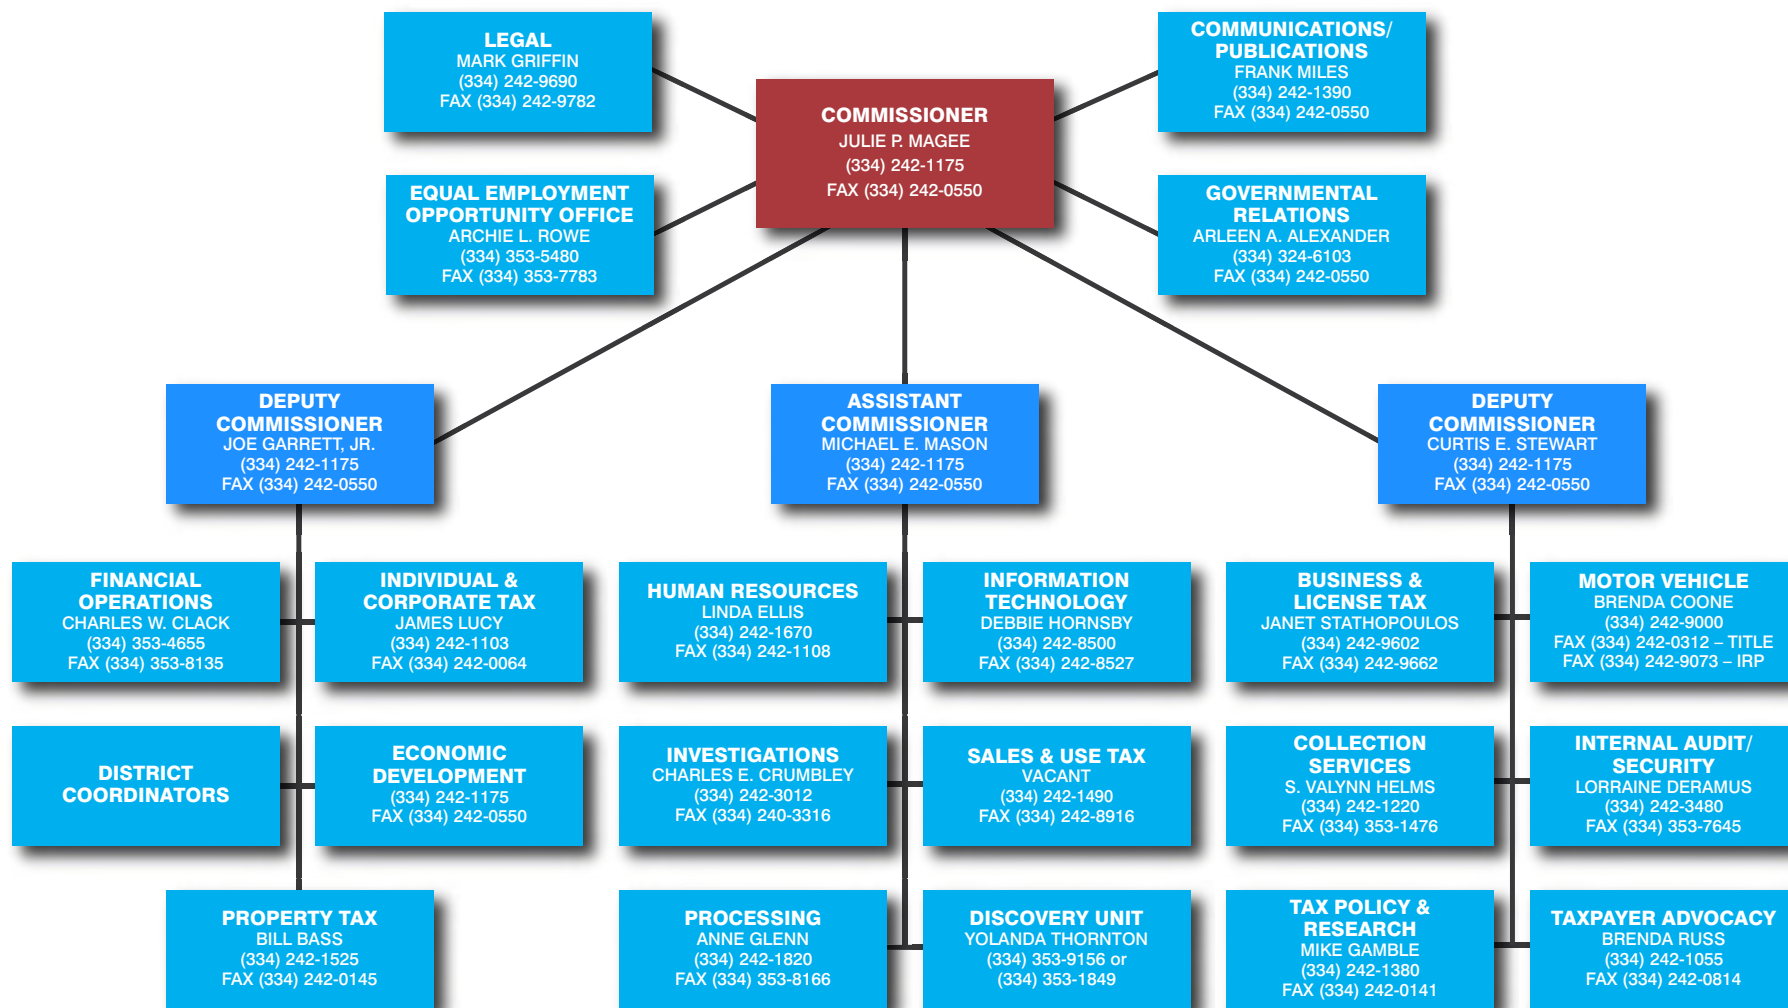 LEGAL
MARK GRIFFIN
(334) 242-9690
FAX (334) 242-9782
COMMUNICATIONS/
PUBLICATIONS
FRANK MILES
(334) 242-1390
FAX (334) 242-0550
COMMISSIONER
JULIE P. MAGEE
(334) 242-1175
FAX (334) 242-0550
EQUAL EMPLOYMENT
OPPORTUNITY OFFICE
ARCHIE L. ROWE
(334) 353-5480
FAX (334) 353-7783
GOVERNMENTAL
RELATIONS
ARLEEN A. ALEXANDER
(334) 324-6103
FAX (334) 242-0550
DEPUTY
COMMISSIONER
JOE GARRETT, JR.
(334) 242-1175
FAX (334) 242-0550
ASSISTANT
COMMISSIONER
MICHAEL E. MASON
(334) 242-1175
FAX (334) 242-0550
DEPUTY
COMMISSIONER
CURTIS E. STEWART
(334) 242-1175
FAX (334) 242-0550
FINANCIAL
OPERATIONS
CHARLES W. CLACK
(334) 353-4655
FAX (334) 353-8135
INDIVIDUAL &
CORPORATE TAX
JAMES LUCY
(334) 242-1103
FAX (334) 242-0064
HUMAN RESOURCES
LINDA ELLIS
(334) 242-1670
FAX (334) 242-1108
INFORMATION
TECHNOLOGY
DEBBIE HORNSBY
(334) 242-8500
FAX (334) 242-8527
BUSINESS &
LICENSE TAX
JANET STATHOPOULOS
(334) 242-9602
FAX (334) 242-9662
MOTOR VEHICLE
BRENDA COONE
(334) 242-9000
FAX (334) 242-0312 – TITLE
FAX (334) 242-9073 – IRP
DISTRICT
COORDINATORS
ECONOMIC
DEVELOPMENT
(334) 242-1175
FAX (334) 242-0550
INVESTIGATIONS
CHARLES E. CRUMBLEY
(334) 242-3012
FAX (334) 240-3316
SALES & USE TAX
VACANT
(334) 242-1490
FAX (334) 242-8916
COLLECTION
SERVICES
S. VALYNN HELMS
(334) 242-1220
FAX (334) 353-1476
INTERNAL AUDIT/
SECURITY
LORRAINE DERAMUS
(334) 242-3480
FAX (334) 353-7645
PROPERTY TAX
BILL BASS
(334) 242-1525
FAX (334) 242-0145
PROCESSING
ANNE GLENN
(334) 242-1820
FAX (334) 353-8166
DISCOVERY UNIT
YOLANDA THORNTON
(334) 353-9156 or
(334) 353-1849
TAX POLICY &
RESEARCH
MIKE GAMBLE
(334) 242-1380
FAX (334) 242-0141
TAXPAYER ADVOCACY
BRENDA RUSS
(334) 242-1055
FAX (334) 242-0814